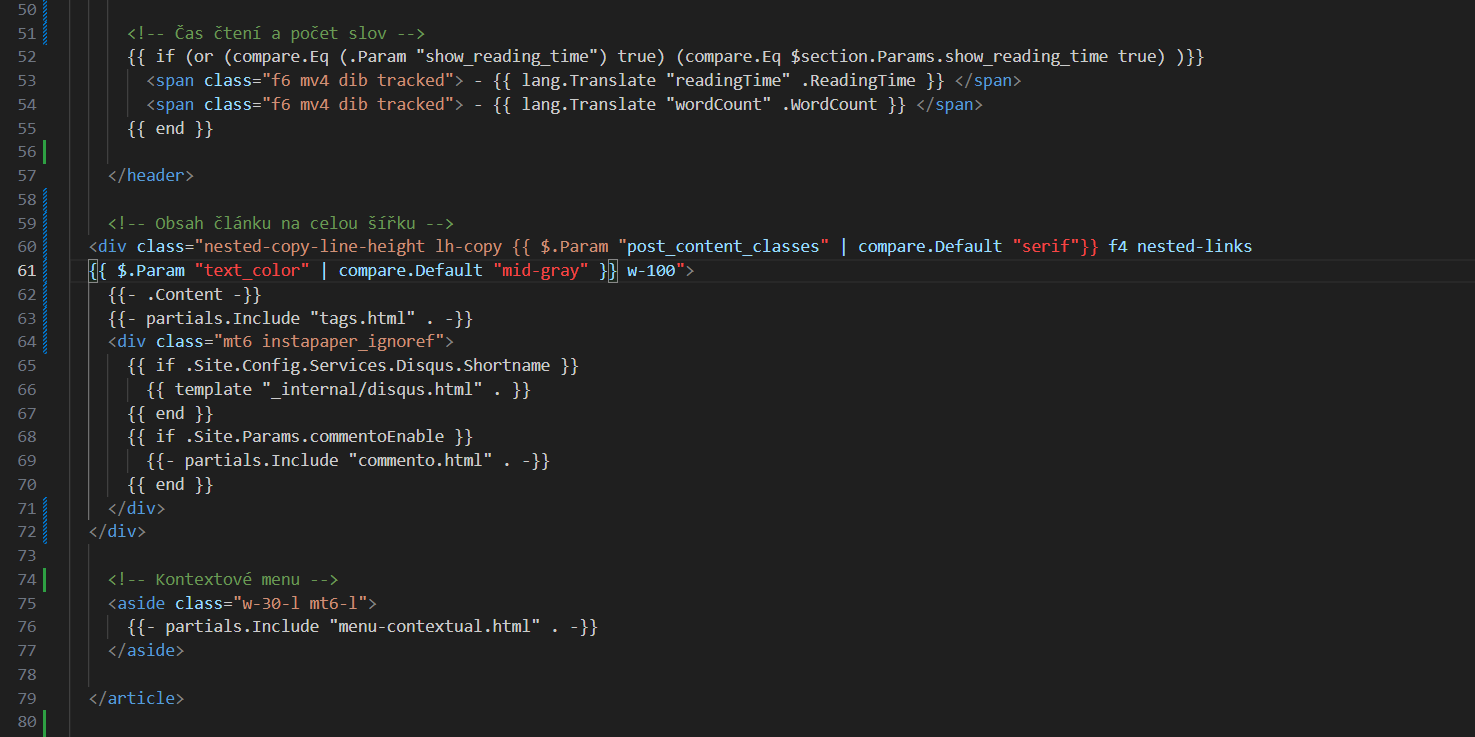 50
51 <!-- Čas čtení a počet slov -->
52 {{ if (or (compare.Eq (.Param "show_reading_time") true) (compare.Eq $section.Params.show_reading_time true) )}}
53 <span class="f6 mv4 dib tracked"> - {{ lang.Translate "readingTime" .ReadingTime }} </span>
54 <span class="f6 mv4 dib tracked"> - {{ lang.Translate "wordCount" .WordCount }} </span>
55 {{ end }}
56
57 </header>
58
59 <!-- Obsah článku na celou šířku -->
60 <div class="nested-copy-line-height lh-copy {{ $.Param "post_content_classes" | compare.Default "serif"}} f4 nested-links
61 {{ $.Param "text_color" | compare.Default "mid-gray" }} w-100">
62 {{- .Content -}}
63 {{- partials.Include "tags.html" . -}}
64 <div class="mt6 instapaper_ignoref">
65 {{ if .Site.Config.Services.Disqus.Shortname }}
66 {{ template "_internal/disqus.html" . }}
67 {{ end }}
68 {{ if .Site.Params.commentoEnable }}
69 {{- partials.Include "commento.html" . -}}
70 {{ end }}
71 </div>
72 </div>
73
74 <!-- Kontextové menu -->
75 <aside class="w-30-l mt6-l">
76 {{- partials.Include "menu-contextual.html" . -}}
77 </aside>
78
79 </article>
80